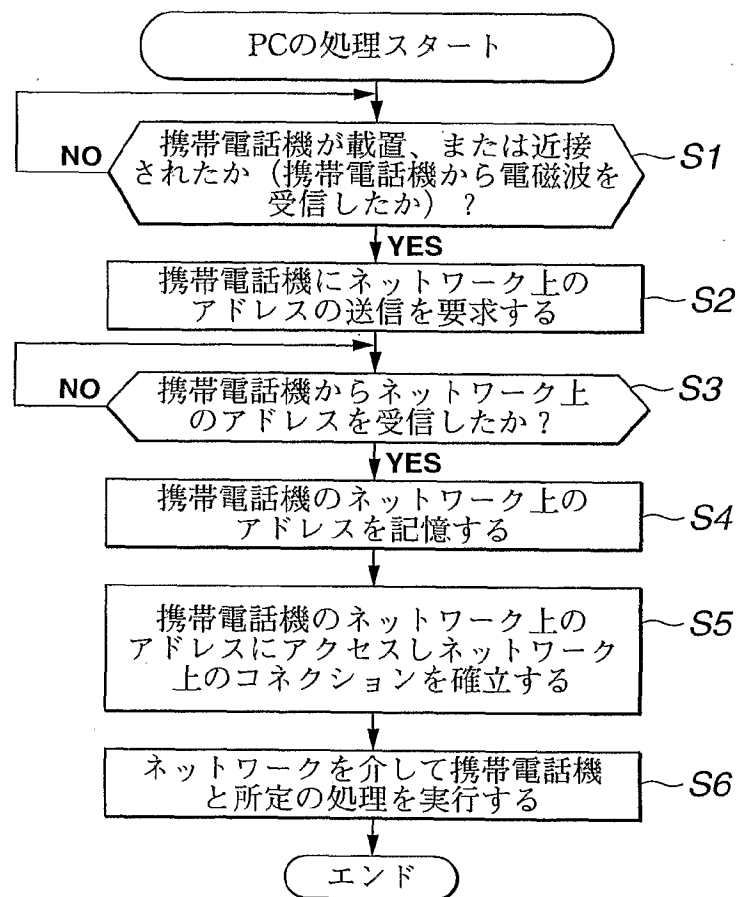 PCの処理スタート
携帯電話機が載置、または近接
されたか（携帯電話機から電磁波を
受信したか）？
NO
S1
YES
携帯電話機にネットワーク上の
アドレスの送信を要求する
S2
携帯電話機からネットワーク上
のアドレスを受信したか？
NO
S3
YES
携帯電話機のネットワーク上の
アドレスを記憶する
S4
携帯電話機のネットワーク上の
アドレスにアクセスしネットワーク
上のコネクションを確立する
S5
ネットワークを介して携帯電話機
と所定の処理を実行する
S6
エンド